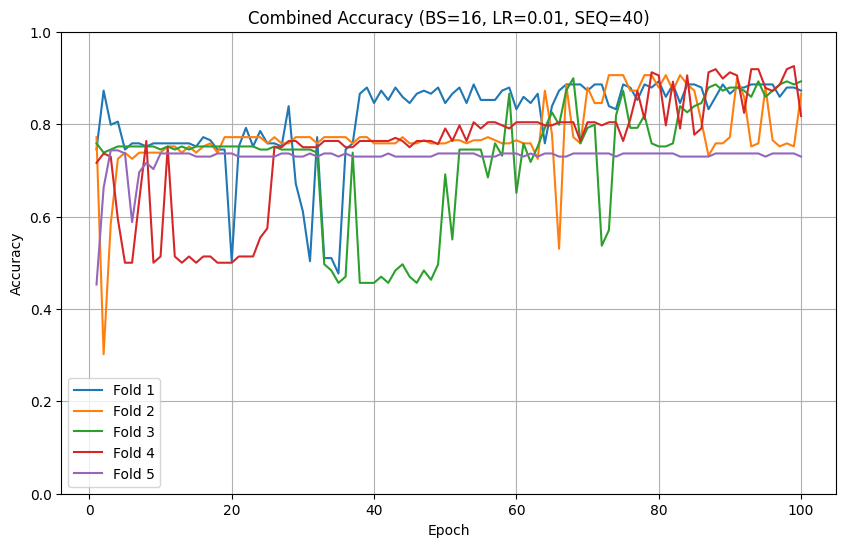 Combined Accuracy (BS=16, LR=0.01, SEQ=40)
1.0
0.8
0.6
0.4
0.2
0.0
Accuracy
Fold 1
Fold 2
Fold 3
Fold 4
Fold 5
0 20 40 60 80 100
Epoch